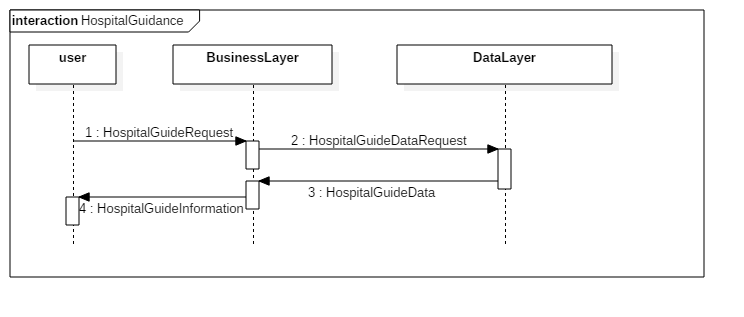 interaction HospitalGuidance
user
BusinessLayer
DataLayer
1 : HospitalGuideRequest
2 : HospitalGuideDataRequest
3 : HospitalGuideData
4 : HospitalGuideInformation